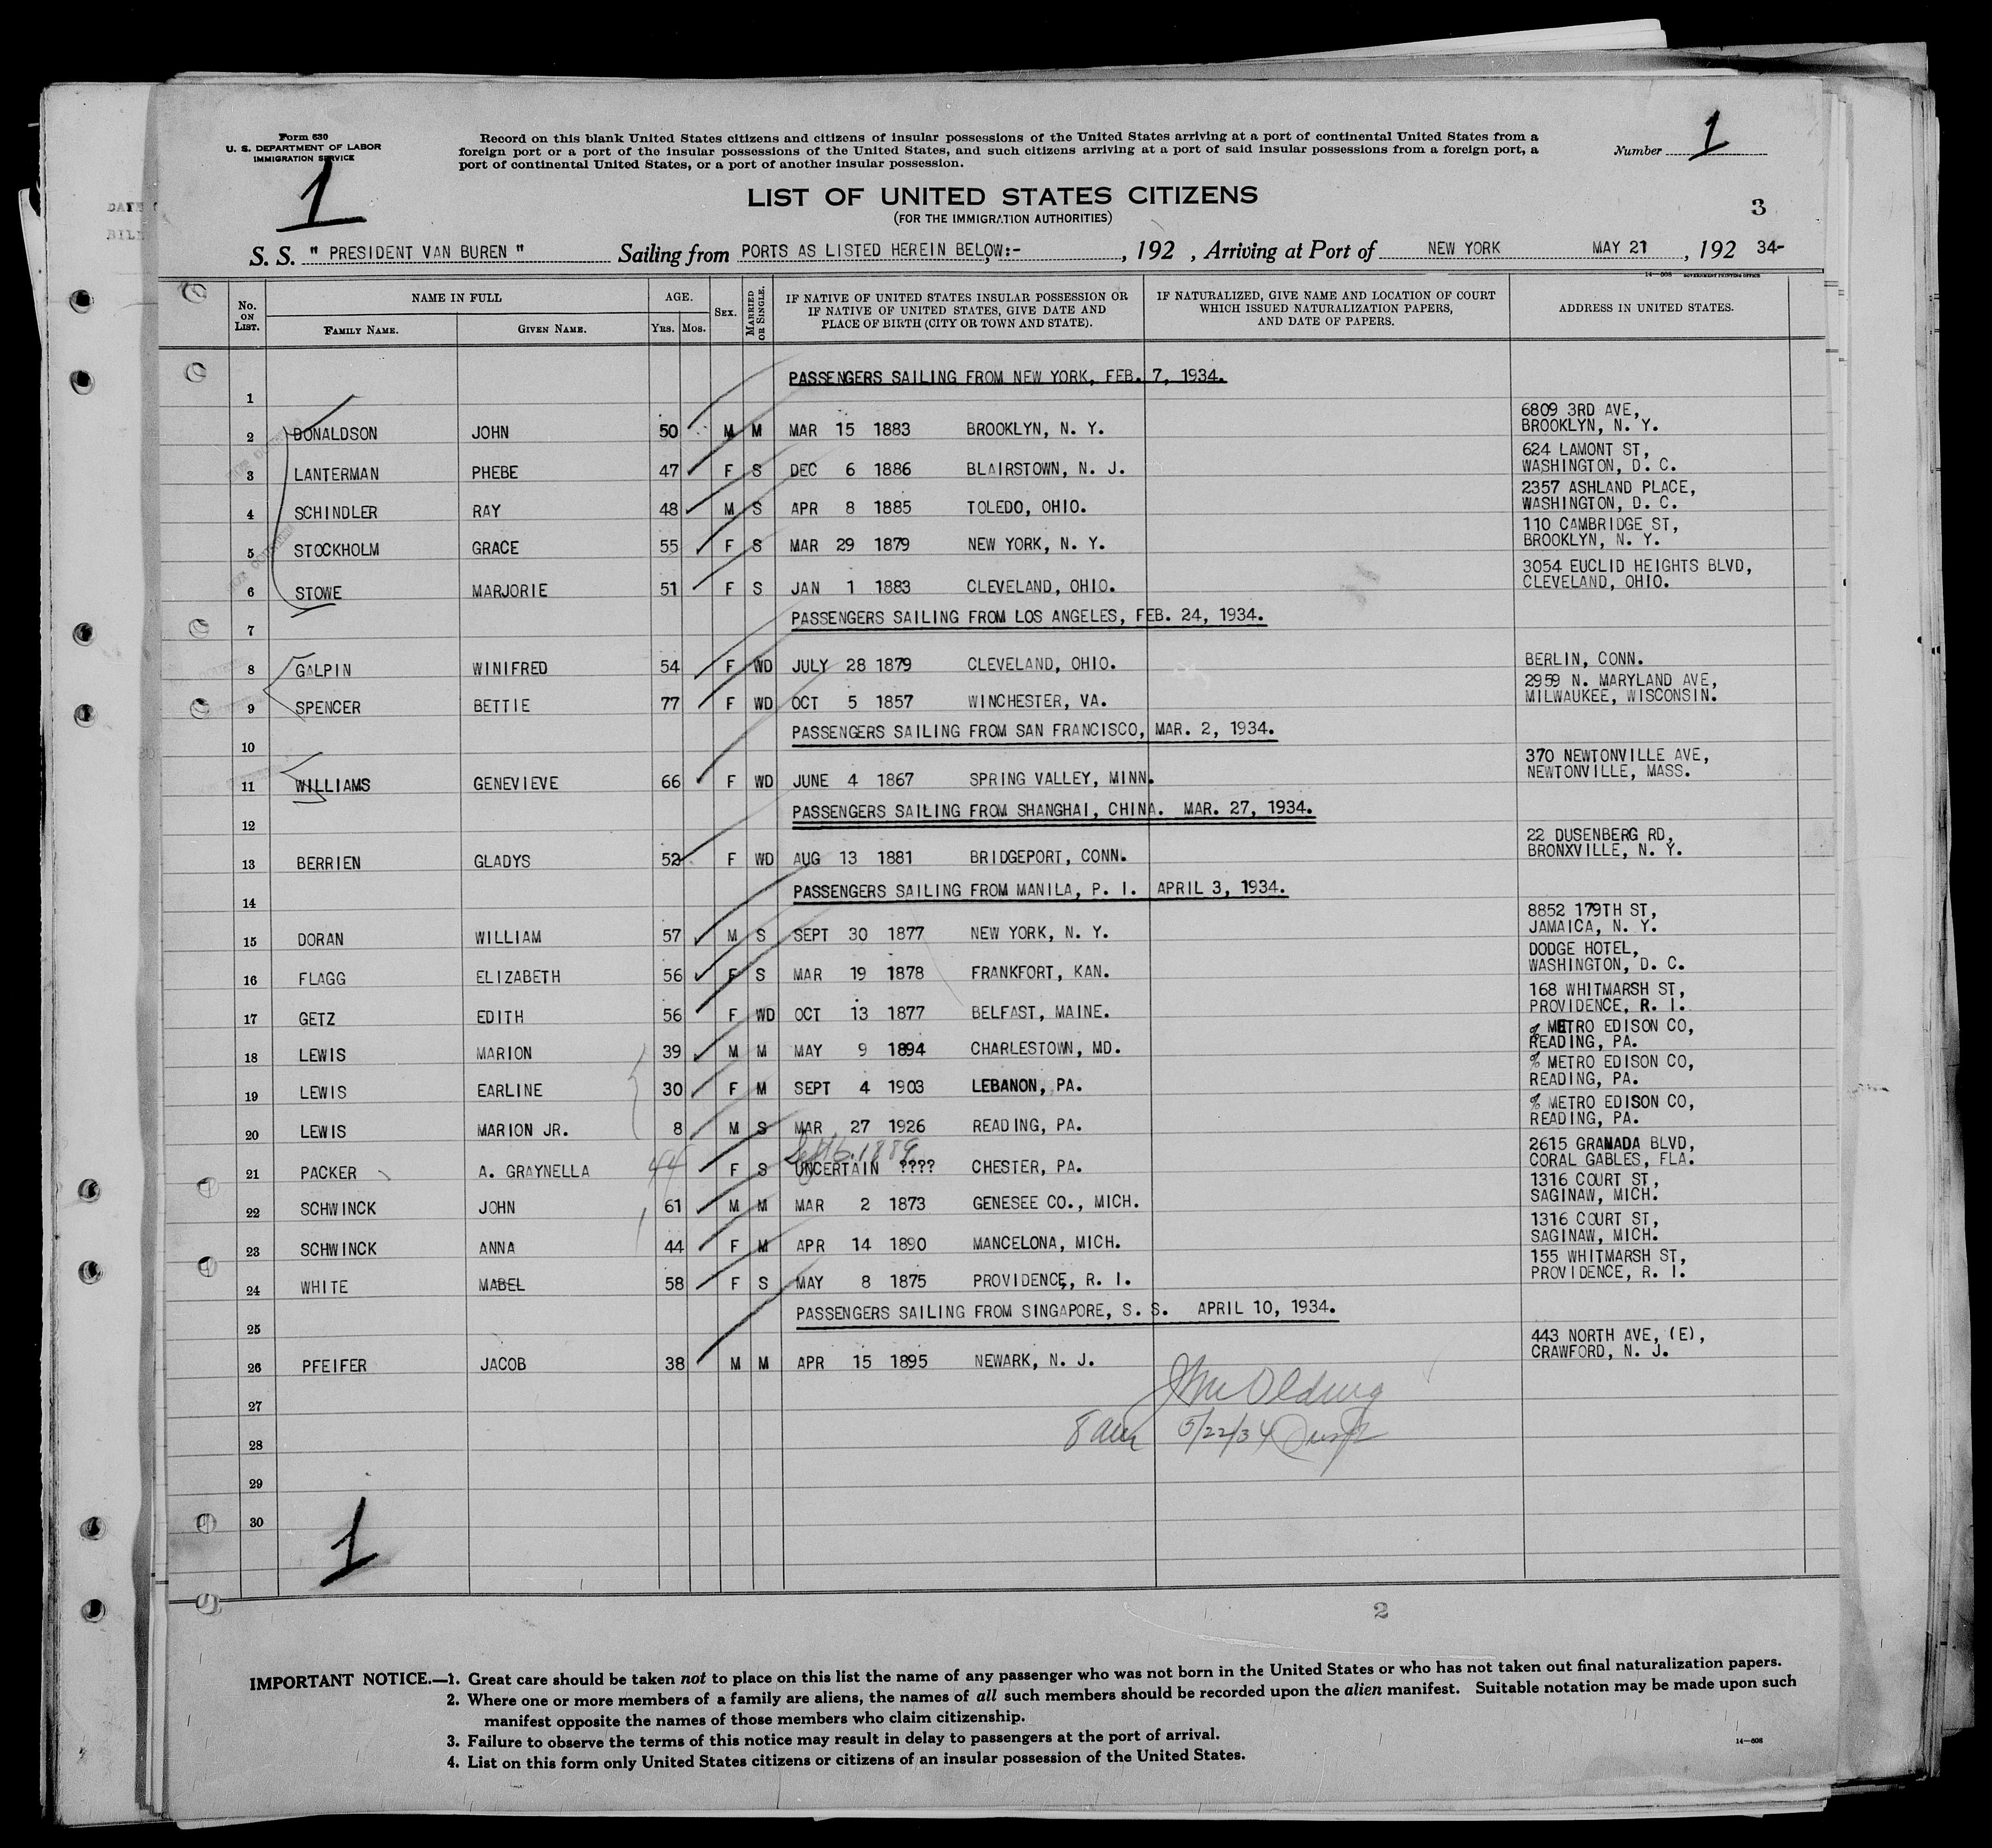 Form 630
U. S. DEPARTMENT OF LABOR
IMMIGRATION SERVICE
1
Record on this blank United States citizens and citizens of insular possessions of the United States arriving at a port of continental United States from a
foreign port or a port of the insular possessions of the United States, and such citizens arriving at a port of said insular possessions from a foreign port, a
port of continental United States, or a port of another insular possession.
Number 1
LIST OF UNITED STATES CITIZENS
(FOR THE IMMIGRATION AUTHORITIES)
3
S. S. " PRESIDENT VAN BUREN " Sailing from PORTS AS LISTED HEREIN BELOW:- , 192 , Arriving at Port of NEW YORK MAY 21 , 192 34-
14—608 GOVERNMENT PRINTING OFFICE
No. ON LIST. NAME IN FULL FAMILY NAME. GIVEN NAME. AGE. YRS. MOS. SEX. MARRIED OR SINGLE. IF NATIVE OF UNITED STATES INSULAR POSSESSION OR IF NATIVE OF UNITED STATES, GIVE DATE AND PLACE OF BIRTH (CITY OR TOWN AND STATE). IF NATURALIZED, GIVE NAME AND LOCATION OF COURT WHICH ISSUED NATURALIZATION PAPERS, AND DATE OF PAPERS. ADDRESS IN UNITED STATES.
1 PASSENGERS SAILING FROM NEW YORK, FEB. 7, 1934.
2 DONALDSON JOHN 50 M M MAR 15 1883 BROOKLYN, N. Y. 6809 3RD AVE, BROOKLYN, N. Y.
3 LANTERMAN PHEBE 47 F S DEC 6 1886 BLAIRSTOWN, N. J. 624 LAMONT ST, WASHINGTON, D. C.
4 SCHINDLER RAY 48 M S APR 8 1885 TOLEDO, OHIO. 2357 ASHLAND PLACE, WASHINGTON, D. C.
5 STOCKHOLM GRACE 55 F S MAR 29 1879 NEW YORK, N. Y. 110 CAMBRIDGE ST, BROOKLYN, N. Y.
6 STOWE MARJORIE 51 F S JAN 1 1883 CLEVELAND, OHIO. 3054 EUCLID HEIGHTS BLVD, CLEVELAND, OHIO.
7 PASSENGERS SAILING FROM LOS ANGELES, FEB. 24, 1934.
8 GALPIN WINIFRED 54 F WD JULY 28 1879 CLEVELAND, OHIO. BERLIN, CONN.
9 SPENCER BETTIE 77 F WD OCT 5 1857 WINCHESTER, VA. 2959 N. MARYLAND AVE, MILWAUKEE, WISCONSIN.
10 PASSENGERS SAILING FROM SAN FRANCISCO, MAR. 2, 1934.
11 WILLIAMS GENEVIEVE 66 F WD JUNE 4 1867 SPRING VALLEY, MINN. 370 NEWTONVILLE AVE, NEWTONVILLE, MASS.
12 PASSENGERS SAILING FROM SHANGHAI, CHINA. MAR. 27, 1934.
13 BERRIEN GLADYS 52 F WD AUG 13 1881 BRIDGEPORT, CONN. 22 DUSENBERG RD, BRONXVILLE, N. Y.
14 PASSENGERS SAILING FROM MANILA, P. I. APRIL 3, 1934.
15 DORAN WILLIAM 57 M S SEPT 30 1877 NEW YORK, N. Y. 8852 179TH ST, JAMAICA, N. Y.
16 FLAGG ELIZABETH 56 F S MAR 19 1878 FRANKFORT, KAN. DODGE HOTEL, WASHINGTON, D. C.
17 GETZ EDITH 56 F WD OCT 13 1877 BELFAST, MAINE. 168 WHITMARSH ST, PROVIDENCE, R. I.
18 LEWIS MARION 39 M M MAY 9 1894 CHARLESTOWN, MD. % METRO EDISON CO, READING, PA.
19 LEWIS EARLINE 30 F M SEPT 4 1903 LEBANON, PA. % METRO EDISON CO, READING, PA.
20 LEWIS MARION JR. 8 M S MAR 27 1926 READING, PA. % METRO EDISON CO, READING, PA.
Sept 6, 1889
21 PACKER A. GRAYNELLA 44 F S UNCERTAIN ???? CHESTER, PA. 2615 GRANADA BLVD, CORAL GABLES, FLA.
22 SCHWINCK JOHN 61 M M MAR 2 1873 GENESEE CO., MICH. 1316 COURT ST, SAGINAW, MICH.
23 SCHWINCK ANNA 44 F M APR 14 1890 MANCELONA, MICH. 1316 COURT ST, SAGINAW, MICH.
24 WHITE MABEL 58 F S MAY 8 1875 PROVIDENCE, R. I. 155 WHITMARSH ST, PROVIDENCE, R. I.
25 PASSENGERS SAILING FROM SINGAPORE, S. S. APRIL 10, 1934.
26 PFEIFER JACOB 38 M M APR 15 1895 NEWARK, N. J. 443 NORTH AVE, (E), CRAWFORD, N. J.
27
28 5/22/34
29
30
1
2
IMPORTANT NOTICE.—1. Great care should be taken not to place on this list the name of any passenger who was not born in the United States or who has not taken out final naturalization papers.
2. Where one or more members of a family are aliens, the names of all such members should be recorded upon the alien manifest. Suitable notation may be made upon such
manifest opposite the names of those members who claim citizenship.
3. Failure to observe the terms of this notice may result in delay to passengers at the port of arrival.
4. List on this form only United States citizens or citizens of an insular possession of the United States.
14—608